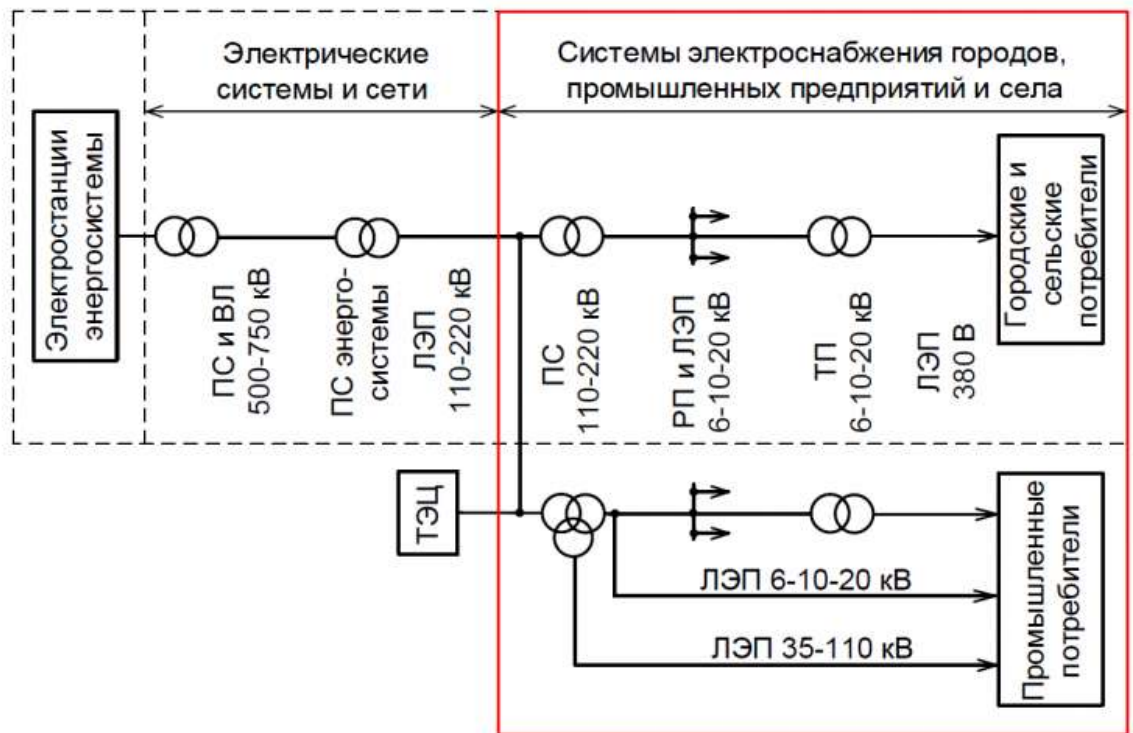 Электрические
системы и сети
Системы электроснабжения городов,
промышленных предприятий и села
Электростанции
энергосистемы
ПС и ВЛ
500-750 кВ
ПС энерго-
системы
ЛЭП
110-220 кВ
ПС
110-220 кВ
РП и ЛЭП
6-10-20 кВ
ТП
6-10-20 кВ
ЛЭП
380 В
Городские и
сельские
потребители
ТЭЦ
ЛЭП 6-10-20 кВ
ЛЭП 35-110 кВ
Промышленные
потребители